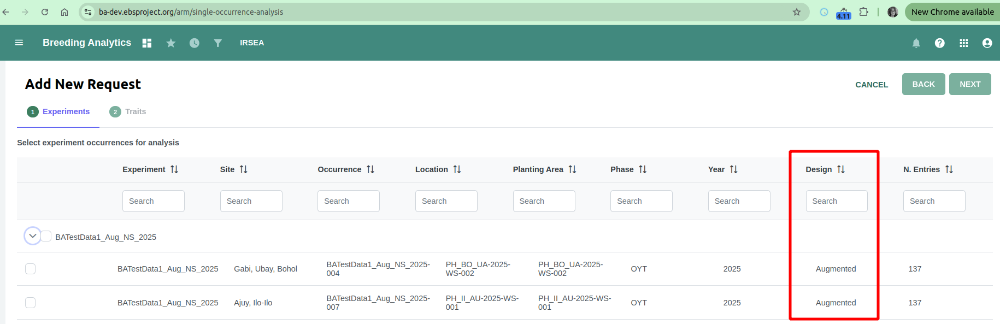 ba-dev.ebsproject.org/arm/single-occurrence-analysis
4.11
New Chrome available
Breeding Analytics
IRSEA
Add New Request
CANCEL
BACK
NEXT
1 Experiments
2 Traits
Select experiment occurrences for analysis
Experiment Site Occurrence Location Planting Area Phase Year Design N. Entries
Search Search Search Search Search Search Search Search Search
BATestData1_Aug_NS_2025
BATestData1_Aug_NS_2025 Gabi, Ubay, Bohol BATestData1_Aug_NS_2025-004 PH_BO_UA-2025-WS-002 PH_BO_UA-2025-WS-002 OYT 2025 Augmented 137
BATestData1_Aug_NS_2025 Ajuy, Ilo-Ilo BATestData1_Aug_NS_2025-007 PH_II_AU-2025-WS-001 PH_II_AU-2025-WS-001 OYT 2025 Augmented 137